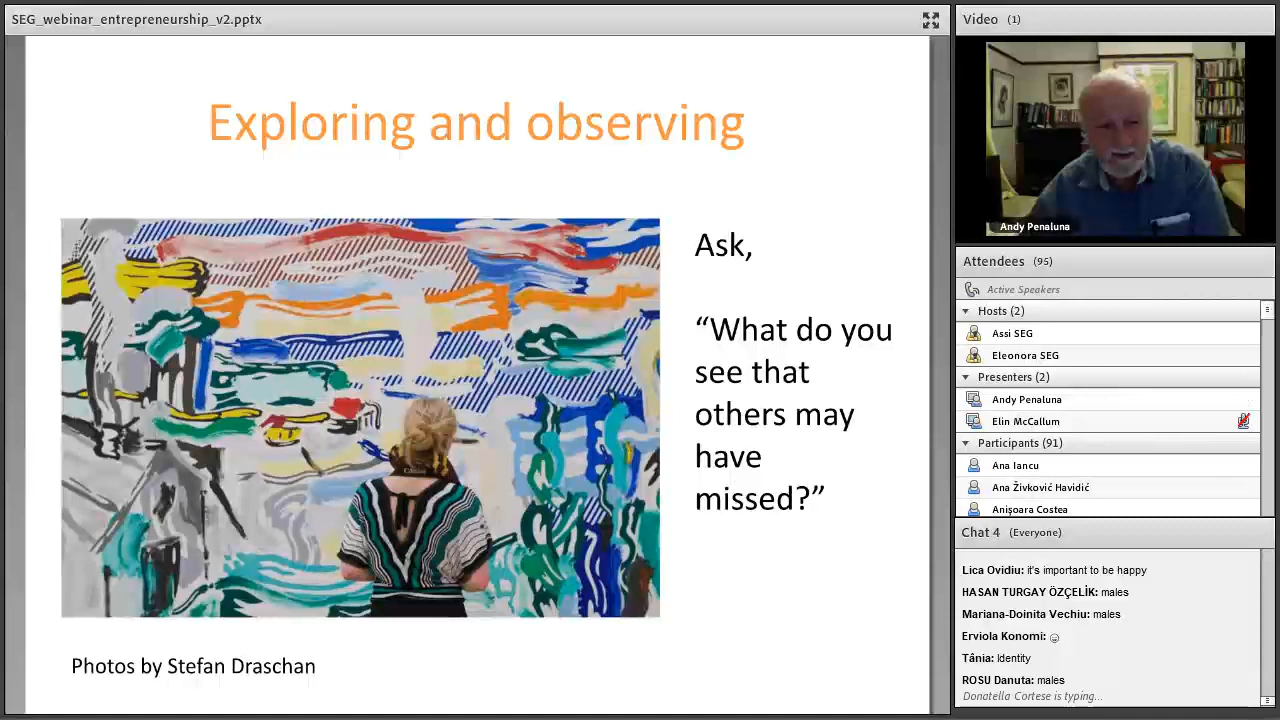 SEG_webinar_entrepreneurship_v2.pptx
Exploring and observing
Ask,
“What do you
see that
others may
have
missed?”
Photos by Stefan Draschan
Video (1)
Andy Penaluna
Attendees (95)
Active Speakers
Hosts (2)
Assi SEG
Eleonora SEG
Presenters (2)
Andy Penaluna
Elin McCallum
Participants (91)
Ana Iancu
Ana Živković Havidić
Anişoara Costea
Chat 4 (Everyone)
Lica Ovidiu: it's important to be happy
HASAN TURGAY ÖZÇELİK: males
Mariana-Doinita Vechiu: males
Erviola Konomi: ☺
Tânia: Identity
ROSU Danuta: males
Donatella Cortese is typing...